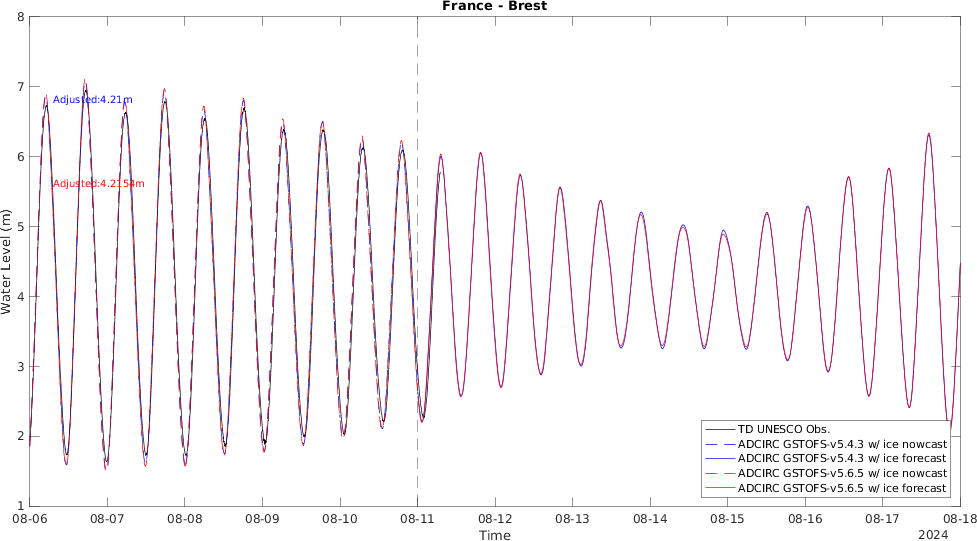 France - Brest
8
7
6
5
4
3
2
1
Water Level (m)
Adjusted:4.21m
Adjusted:4.2154m
TD UNESCO Obs.
ADCIRC GSTOFS-v5.4.3 w/ ice nowcast
ADCIRC GSTOFS-v5.4.3 w/ ice forecast
ADCIRC GSTOFS-v5.6.5 w/ ice nowcast
ADCIRC GSTOFS-v5.6.5 w/ ice forecast
08-06 08-07 08-08 08-09 08-10 08-11 08-12 08-13 08-14 08-15 08-16 08-17 08-18
Time
2024